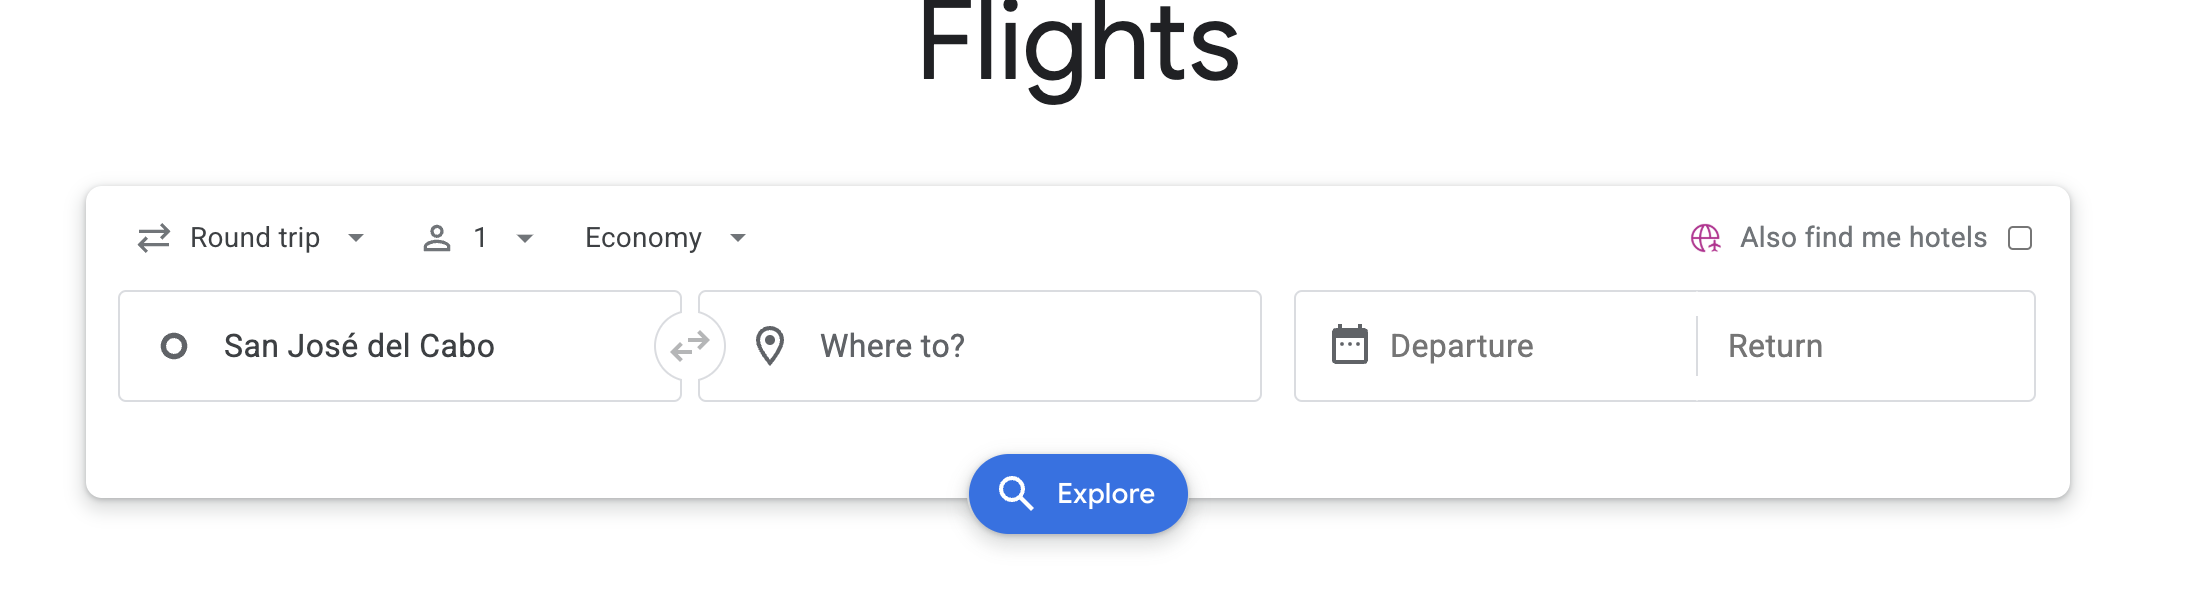 Flights
Round trip 1 Economy Also find me hotels
San José del Cabo Where to? Departure Return
Explore